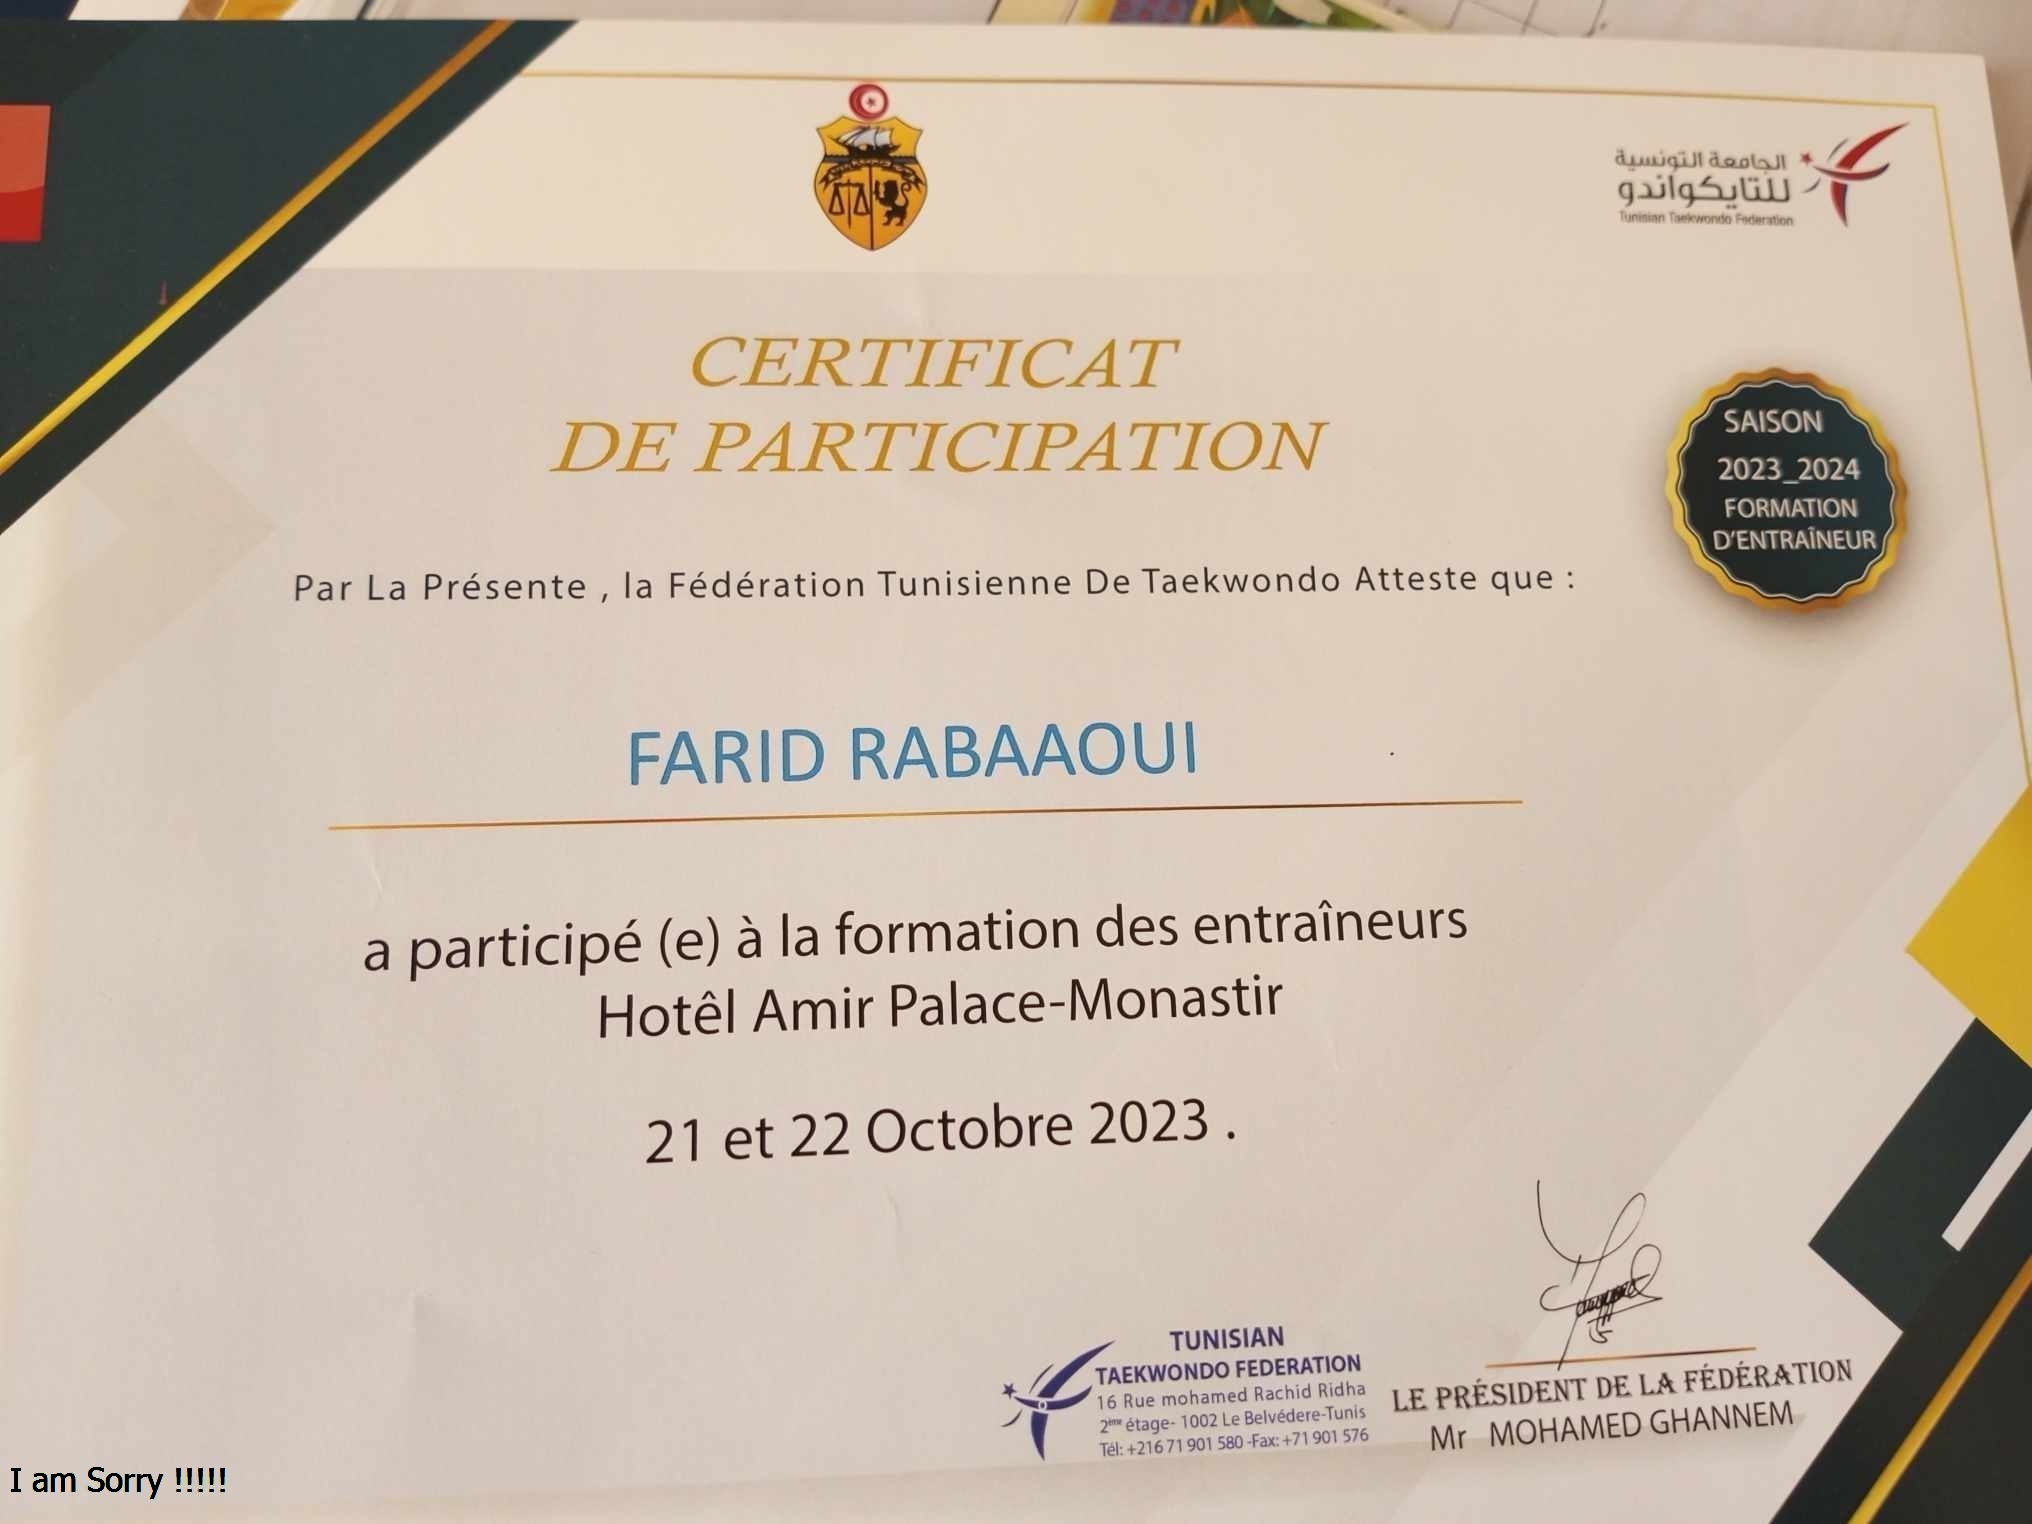 الجامعة التونسية
للتايكواندو
Tunisian Taekwondo Federation
CERTIFICAT
DE PARTICIPATION
SAISON
2023_2024
FORMATION
D'ENTRAÎNEUR
Par La Présente , la Fédération Tunisienne De Taekwondo Atteste que :
FARID RABAAOUI
a participé (e) à la formation des entraîneurs
Hotêl Amir Palace-Monastir
21 et 22 Octobre 2023 .
TUNISIAN
TAEKWONDO FEDERATION
16 Rue mohamed Rachid Ridha
2ème étage- 1002 Le Belvédere-Tunis
Tél: +216 71 901 580 -Fax: +71 901 576
LE PRÉSIDENT DE LA FÉDÉRATION
Mr MOHAMED GHANNEM
I am Sorry !!!!!